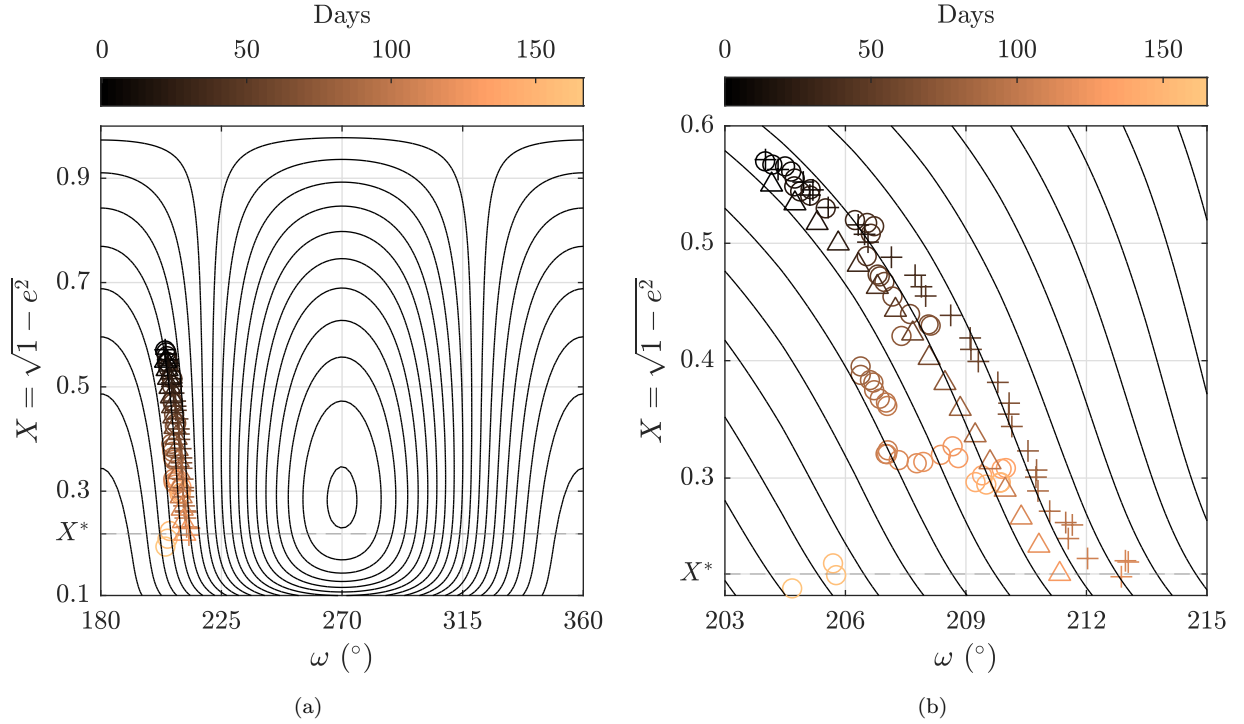 Days
0 50 100 150
X = √1 − e²
0.9
0.7
0.5
0.3
X*
0.1
180 225 270 315 360
ω (°)
(a)
Days
0 50 100 150
X = √1 − e²
0.6
0.5
0.4
0.3
X*
203 206 209 212 215
ω (°)
(b)